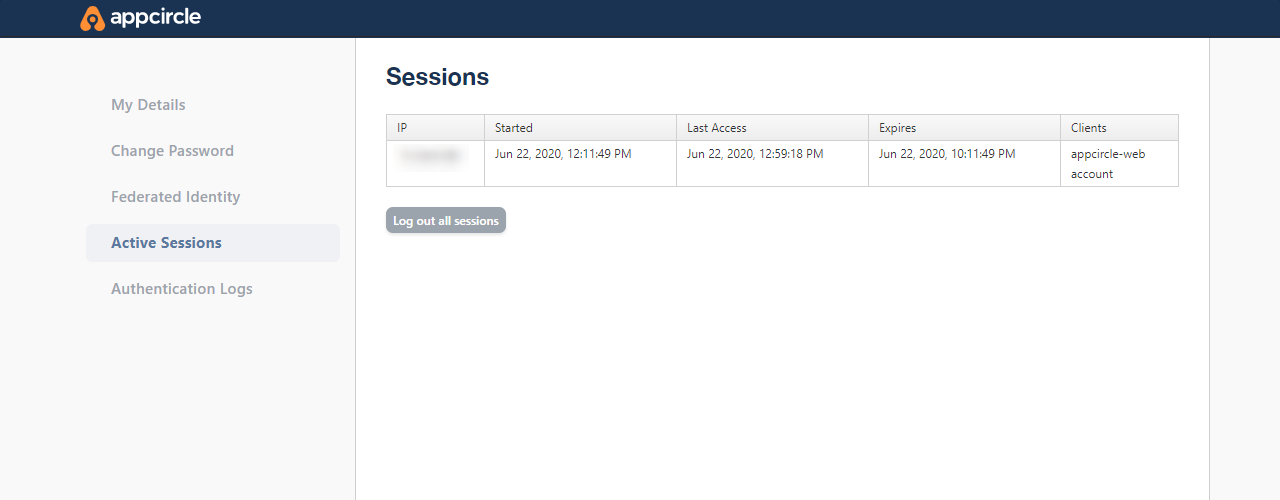 appcircle
My Details
Change Password
Federated Identity
Active Sessions
Authentication Logs
Sessions
IP Started Last Access Expires Clients
Jun 22, 2020, 12:11:49 PM Jun 22, 2020, 12:59:18 PM Jun 22, 2020, 10:11:49 PM appcircle-web
account
Log out all sessions